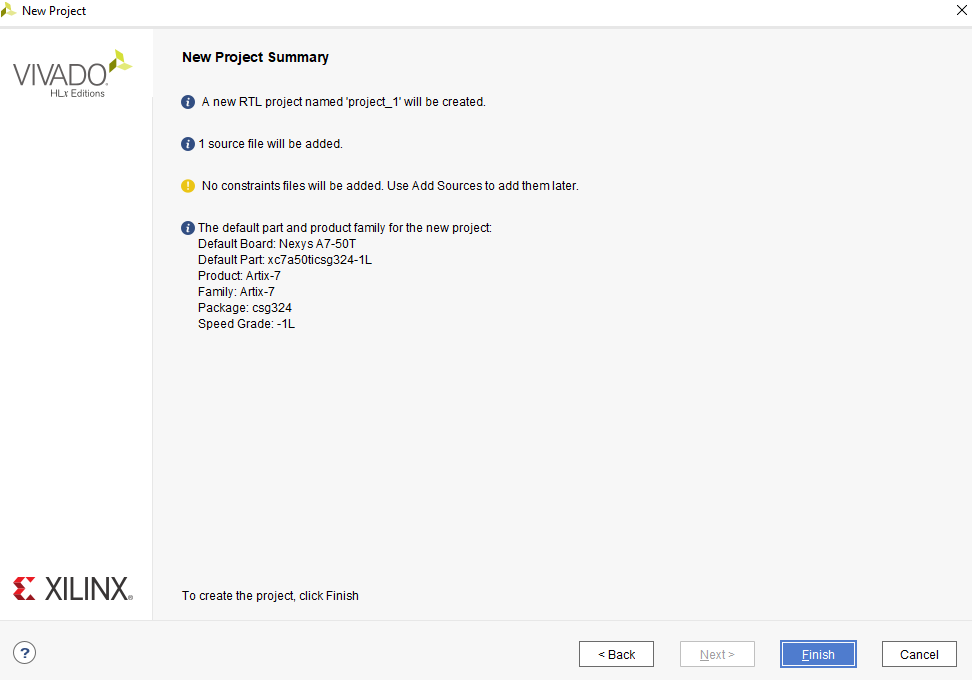 New Project
VIVADO
HLx Editions
New Project Summary
A new RTL project named 'project_1' will be created.
1 source file will be added.
No constraints files will be added. Use Add Sources to add them later.
The default part and product family for the new project:
Default Board: Nexys A7-50T
Default Part: xc7a50ticsg324-1L
Product: Artix-7
Family: Artix-7
Package: csg324
Speed Grade: -1L
XILINX®
To create the project, click Finish
?
< Back
Next >
Finish
Cancel